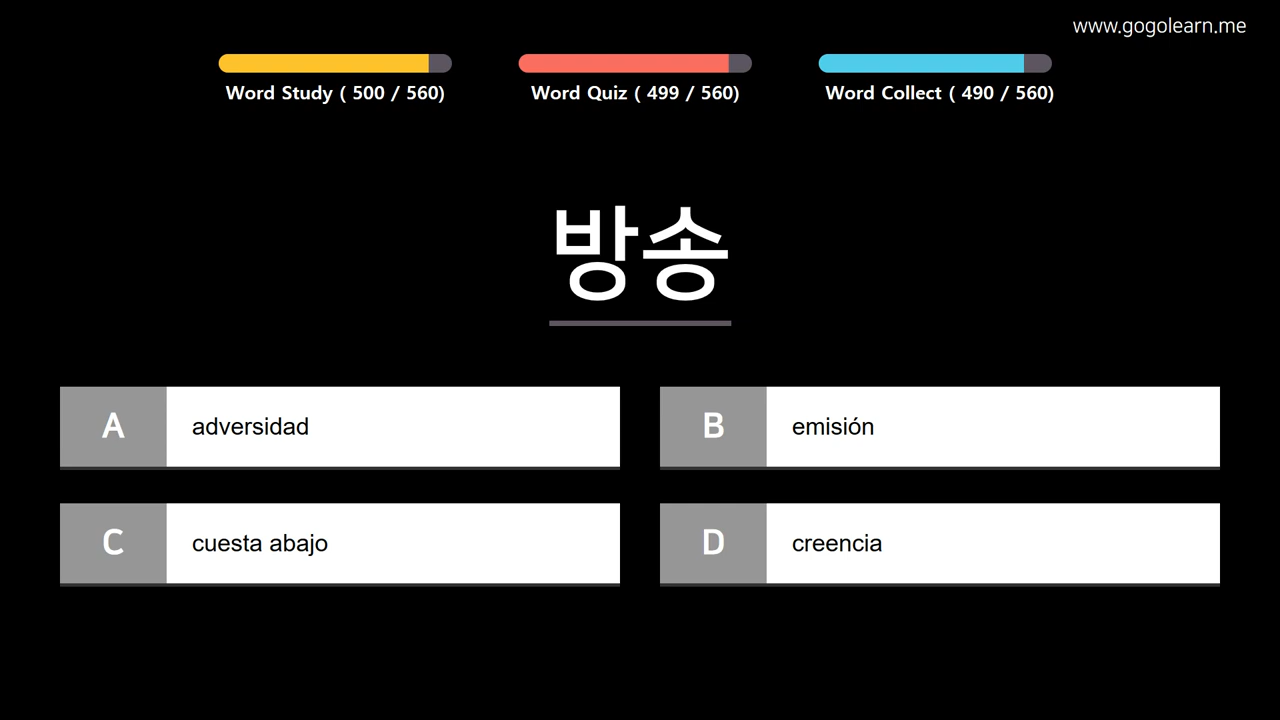 www.gogolearn.me
Word Study ( 500 / 560)
Word Quiz ( 499 / 560)
Word Collect ( 490 / 560)
방송
A adversidad
B emisión
C cuesta abajo
D creencia